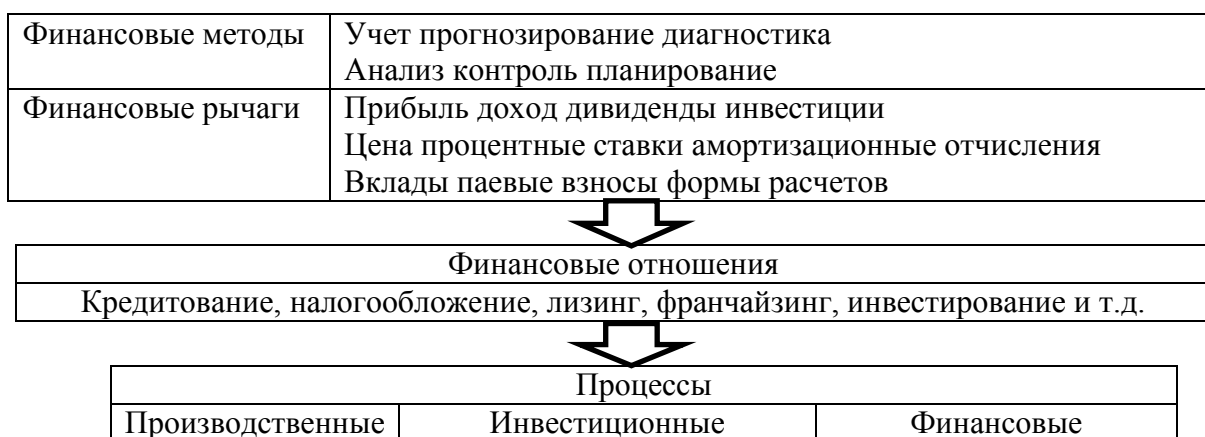 Финансовые методы
Учет прогнозирование диагностика
Анализ контроль планирование
Финансовые рычаги
Прибыль доход дивиденды инвестиции
Цена процентные ставки амортизационные отчисления
Вклады паевые взносы формы расчетов
Финансовые отношения
Кредитование, налогообложение, лизинг, франчайзинг, инвестирование и т.д.
Процессы
Производственные
Инвестиционные
Финансовые